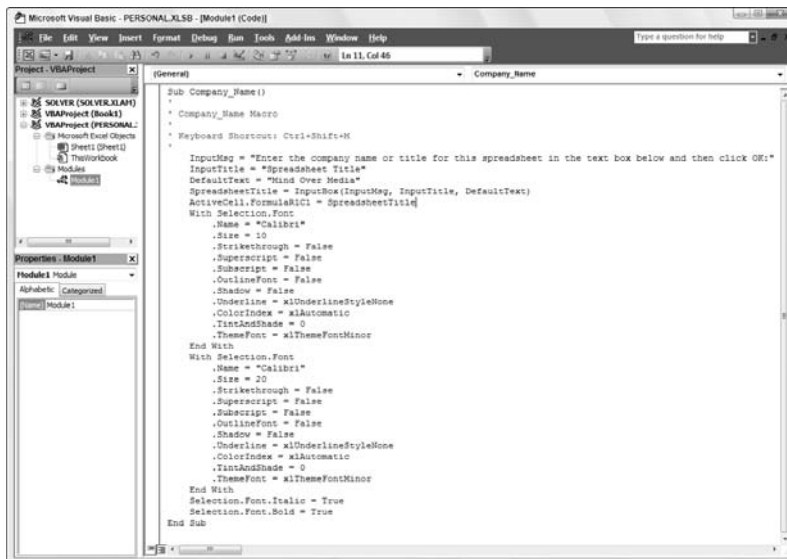 Microsoft Visual Basic - PERSONAL.XLSB - [Module1 (Code)]
File Edit View Insert Format Debug Run Tools Add-Ins Window Help
Type a question for help
Ln 11, Col 46
Project - VBAProject
(General)
Company_Name
SOLVER (SOLVER.XLAM)
VBAProject (Book1)
VBAProject (PERSONAL.
Microsoft Excel Objects
Sheet1 (Sheet1)
ThisWorkbook
Modules
Module1
Properties - Module1
Module1 Module
Alphabetic Categorized
(Name) Module1
Sub Company_Name()
'
' Company_Name Macro
'
' Keyboard Shortcut: Ctrl+Shift+M
'
InputMsg = "Enter the company name or title for this spreadsheet in the text box below and then click OK:"
InputTitle = "Spreadsheet Title"
DefaultText = "Mind Over Media"
SpreadsheetTitle = InputBox(InputMsg, InputTitle, DefaultText)
ActiveCell.FormulaR1C1 = SpreadsheetTitle
With Selection.Font
.Name = "Calibri"
.Size = 10
.Strikethrough = False
.Superscript = False
.Subscript = False
.OutlineFont = False
.Shadow = False
.Underline = xlUnderlineStyleNone
.ColorIndex = xlAutomatic
.TintAndShade = 0
.ThemeFont = xlThemeFontMinor
End With
With Selection.Font
.Name = "Calibri"
.Size = 20
.Strikethrough = False
.Superscript = False
.Subscript = False
.OutlineFont = False
.Shadow = False
.Underline = xlUnderlineStyleNone
.ColorIndex = xlAutomatic
.TintAndShade = 0
.ThemeFont = xlThemeFontMinor
End With
Selection.Font.Italic = True
Selection.Font.Bold = True
End Sub